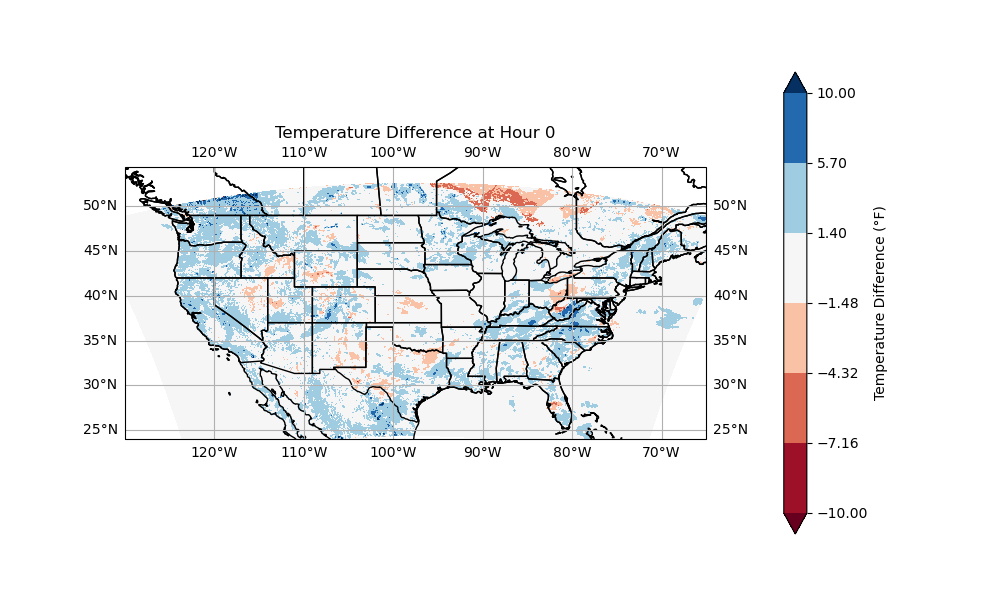 Temperature Difference at Hour 0
120°W 110°W 100°W 90°W 80°W 70°W
50°N 50°N
45°N 45°N
40°N 40°N
35°N 35°N
30°N 30°N
25°N 25°N
120°W 110°W 100°W 90°W 80°W 70°W
10.00
5.70
1.40
−1.48
−4.32
−7.16
−10.00
Temperature Difference (°F)